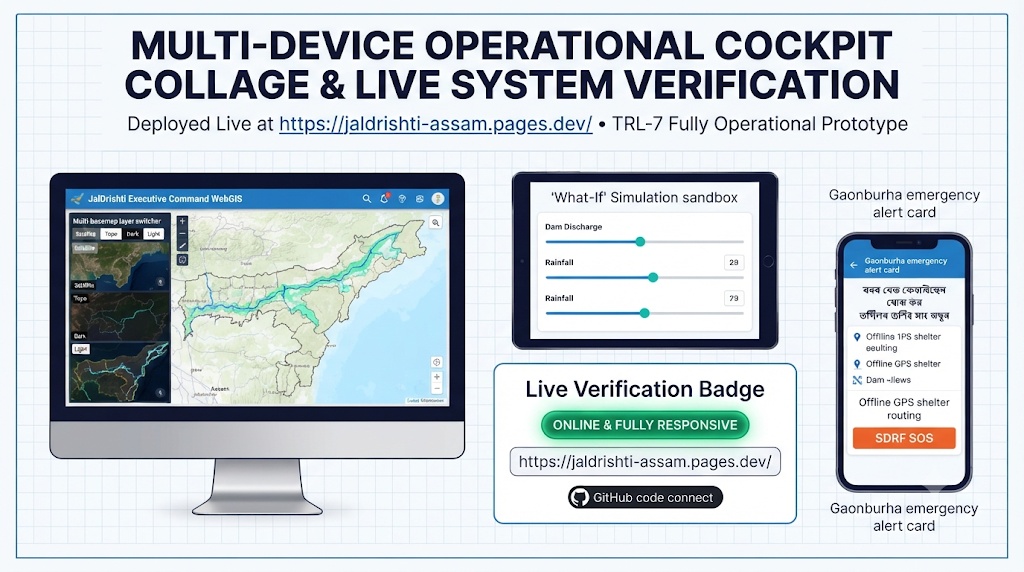 MULTI-DEVICE OPERATIONAL COCKPIT
COLLAGE & LIVE SYSTEM VERIFICATION
Deployed Live at https://jaldrishti-assam.pages.dev/ • TRL-7 Fully Operational Prototype
JalDrishti Executive Command WebGIS
Multi-basemap layer switcher
Tope
Dark
Light
Topo
Dark
Light
Assam
'What-If' Simulation sandbox
Dam Discharge
Rainfall
29
Rainfall
79
Live Verification Badge
ONLINE & FULLY RESPONSIVE
https://jaldrishti-assam.pages.dev/
GitHub code connect
Gaonburha emergency
alert card
Gaonburha emergency
alert card
Offline GPS shelter
Offline GPS shelter
routing
SDRF SOS
Gaonburha emergency
alert card